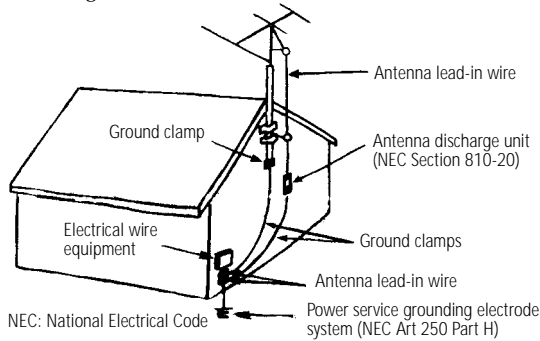 Antenna lead-in wire
Ground clamp
Antenna discharge unit
(NEC Section 810-20)
Electrical wire
equipment
Ground clamps
Antenna lead-in wire
NEC: National Electrical Code
Power service grounding electrode
system (NEC Art 250 Part H)